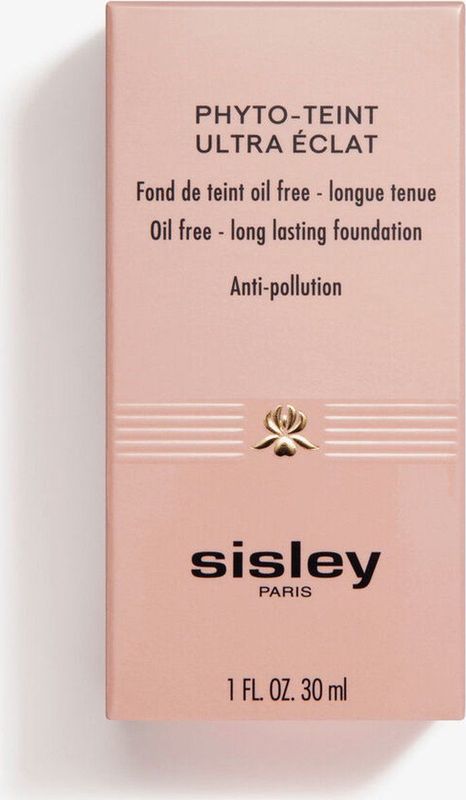 PHYTO-TEINT
ULTRA ÉCLAT
Fond de teint oil free - longue tenue
Oil free - long lasting foundation
Anti-pollution
sisley
PARIS
1 FL. OZ. 30 ml